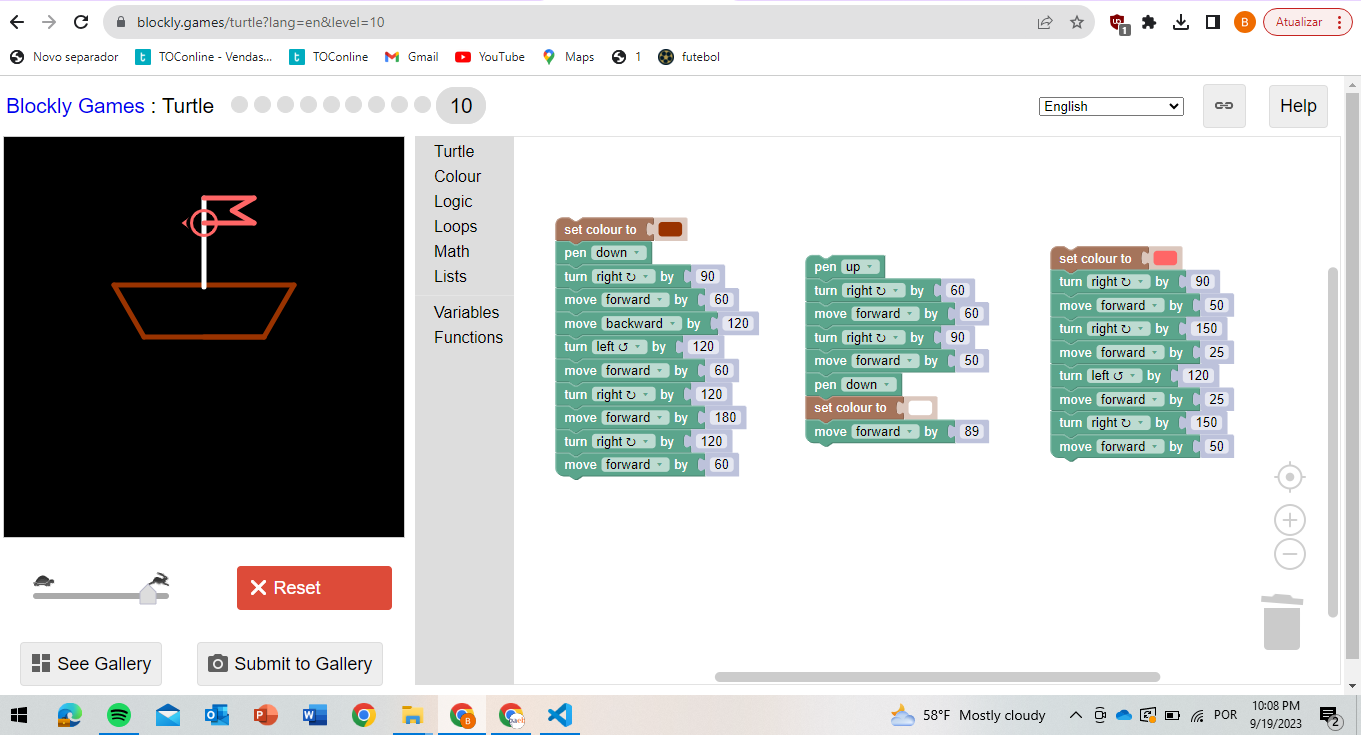 blockly.games/turtle?lang=en&level=10
1
B
Atualizar
Novo separador
TOConline - Vendas...
TOConline
Gmail
YouTube
Maps
1
futebol
Blockly Games : Turtle
10
English
Help
Turtle
Colour
Logic
Loops
Math
Lists
Variables
Functions
set colour to
pen down
turn right ↻ by 90
move forward by 60
move backward by 120
turn left ↺ by 120
move forward by 60
turn right ↻ by 120
move forward by 180
turn right ↻ by 120
move forward by 60
pen up
turn right ↻ by 60
move forward by 60
turn right ↻ by 90
move forward by 50
pen down
set colour to
move forward by 89
set colour to
turn right ↻ by 90
move forward by 50
turn right ↻ by 150
move forward by 25
turn left ↺ by 120
move forward by 25
turn right ↻ by 150
move forward by 50
Reset
See Gallery
Submit to Gallery
58°F Mostly cloudy
POR
10:08 PM
9/19/2023
2